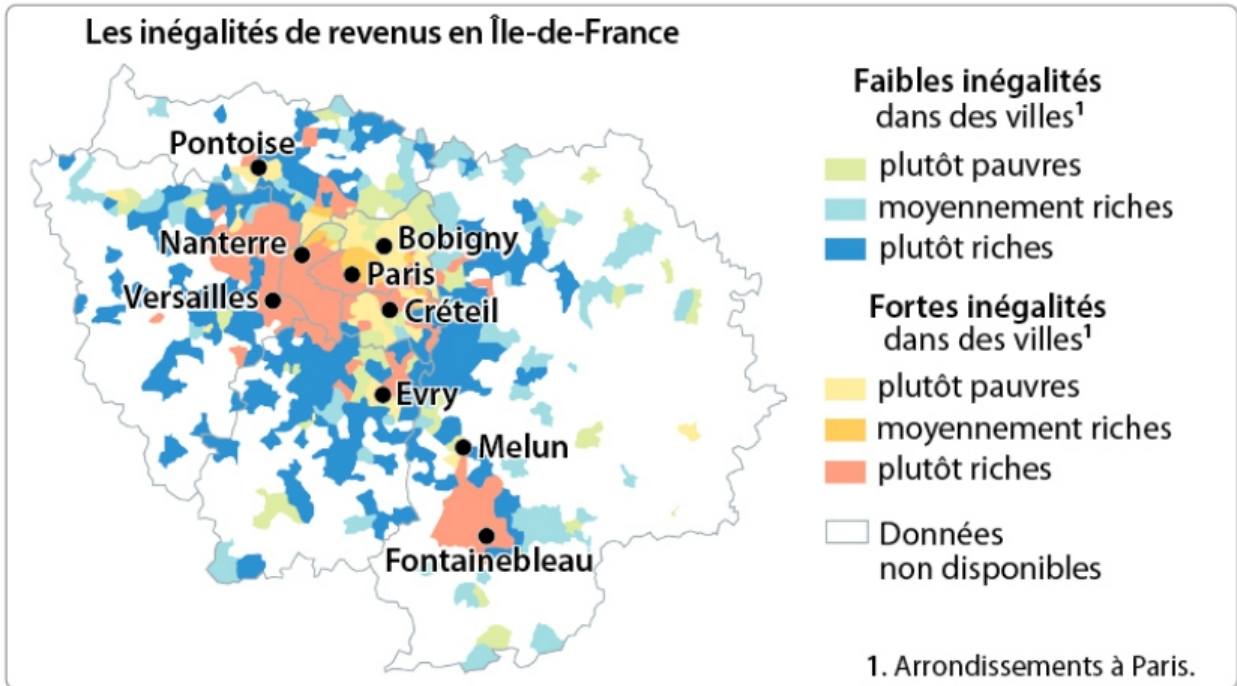 Les inégalités de revenus en Île-de-France
Pontoise
Nanterre
Bobigny
Paris
Versailles
Créteil
Evry
Melun
Fontainebleau
Faibles inégalités
dans des villes¹
plutôt pauvres
moyennement riches
plutôt riches
Fortes inégalités
dans des villes¹
plutôt pauvres
moyennement riches
plutôt riches
Données
non disponibles
1. Arrondissements à Paris.